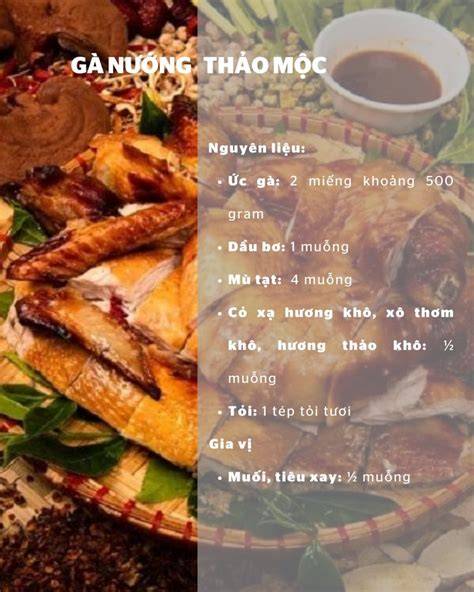 GÀ NƯỚNG THẢO MỘC
Nguyên liệu:
• Ức gà: 2 miếng khoảng 500
gram
• Dầu bơ: 1 muỗng
• Mù tạt: 4 muỗng
• Cỏ xạ hương khô, xô thơm
khô, hương thảo khô: ½
muỗng
• Tỏi: 1 tép tỏi tươi
Gia vị
• Muối, tiêu xay: ½ muỗng